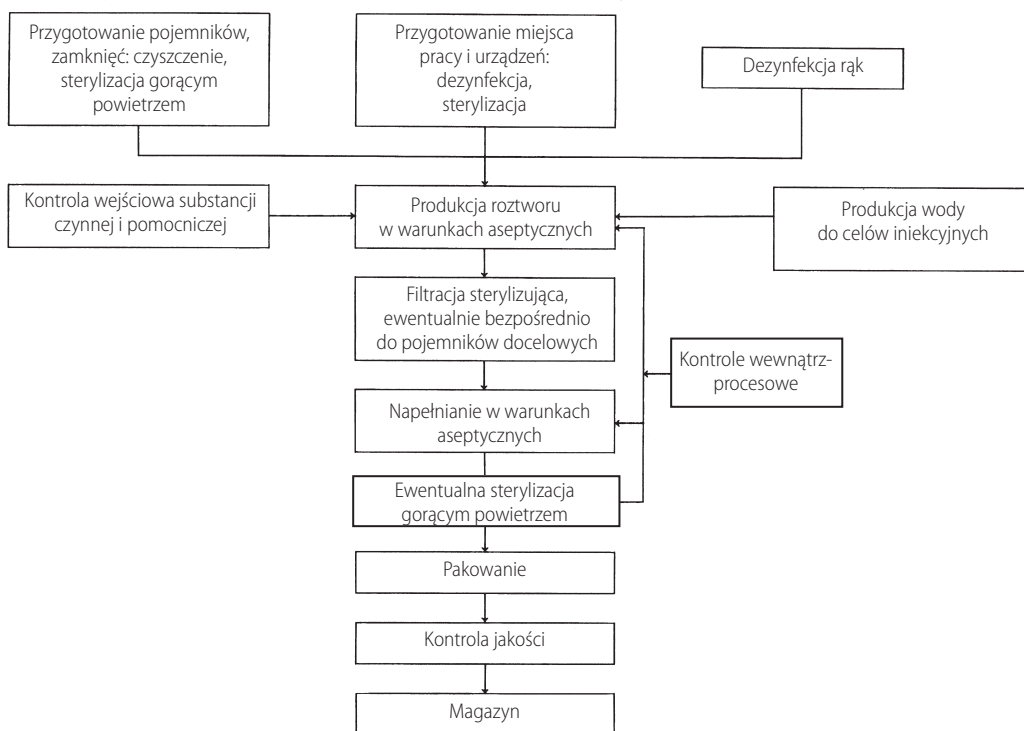 Przygotowanie pojemników,
zamknięć: czyszczenie,
sterylizacja gorącym
powietrzem
Przygotowanie miejsca
pracy i urządzeń:
dezynfekcja,
sterylizacja
Dezynfekcja rąk
Kontrola wejściowa substancji
czynnej i pomocniczej
Produkcja roztworu
w warunkach aseptycznych
Produkcja wody
do celów iniekcyjnych
Filtracja sterylizująca,
ewentualnie bezpośrednio
do pojemników docelowych
Kontrole wewnątrz-
procesowe
Napełnianie w warunkach
aseptycznych
Ewentualna sterylizacja
gorącym powietrzem
Pakowanie
Kontrola jakości
Magazyn